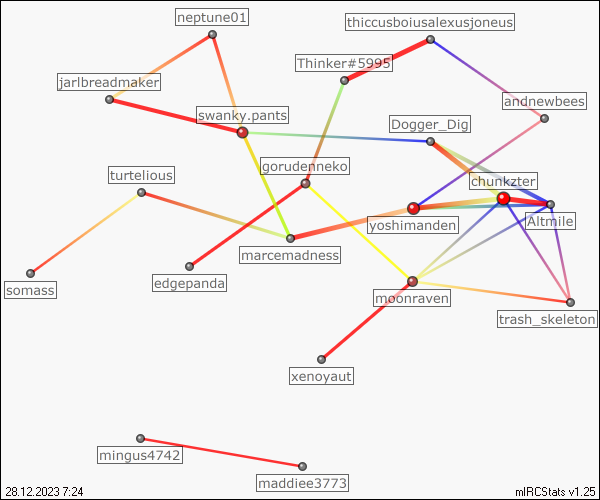 neptune01
thiccusboiusalexusjoneus
Thinker#5995
jarlbreadmaker
andnewbees
swanky.pants
Dogger_Dig
gorudenneko
turtelious
chunkster
Altmile
yoshimanden
marcemadness
edgepanda
somass
moonraven
trash_skeleton
xenoyaut
mingus4742
maddiee3773
28.12.2023 7:24
mIRCStats v1.25